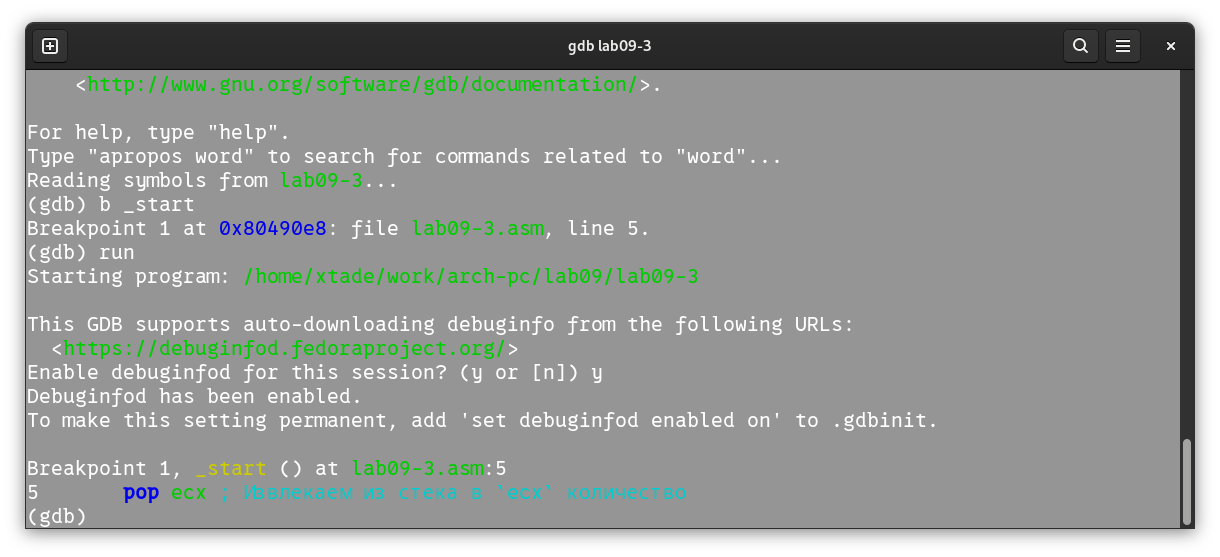 gdb lab09-3
<http://www.gnu.org/software/gdb/documentation/>.
For help, type "help".
Type "apropos word" to search for commands related to "word"...
Reading symbols from lab09-3...
(gdb) b _start
Breakpoint 1 at 0x80490e8: file lab09-3.asm, line 5.
(gdb) run
Starting program: /home/xtade/work/arch-pc/lab09/lab09-3
This GDB supports auto-downloading debuginfo from the following URLs:
<https://debuginfod.fedoraproject.org/>
Enable debuginfod for this session? (y or [n]) y
Debuginfod has been enabled.
To make this setting permanent, add 'set debuginfod enabled on' to .gdbinit.
Breakpoint 1, _start () at lab09-3.asm:5
5 pop ecx ; Извлекаем из стека в 'ecx' количество
(gdb)